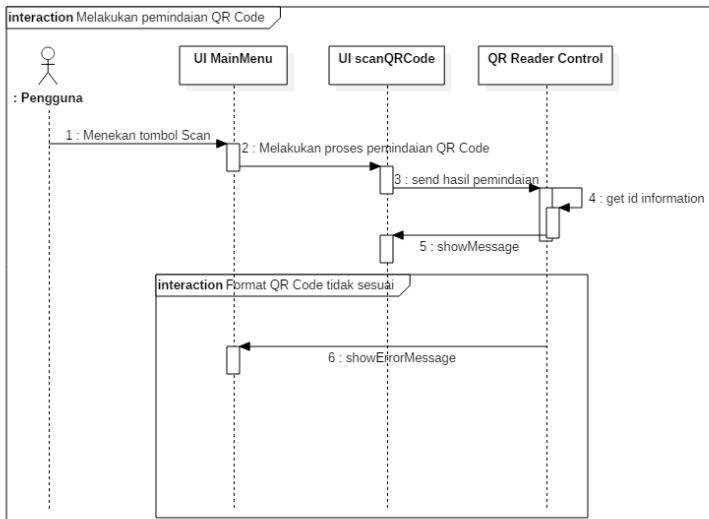 interaction Melakukan pemindaian QR Code
UI MainMenu
UI scanQRCode
QR Reader Control
: Pengguna
1 : Menekan tombol Scan
2 : Melakukan proses pemindaian QR Code
3 : send hasil pemindaian
4 : get id information
5 : showMessage
interaction Format QR Code tidak sesuai
6 : showErrorMessage